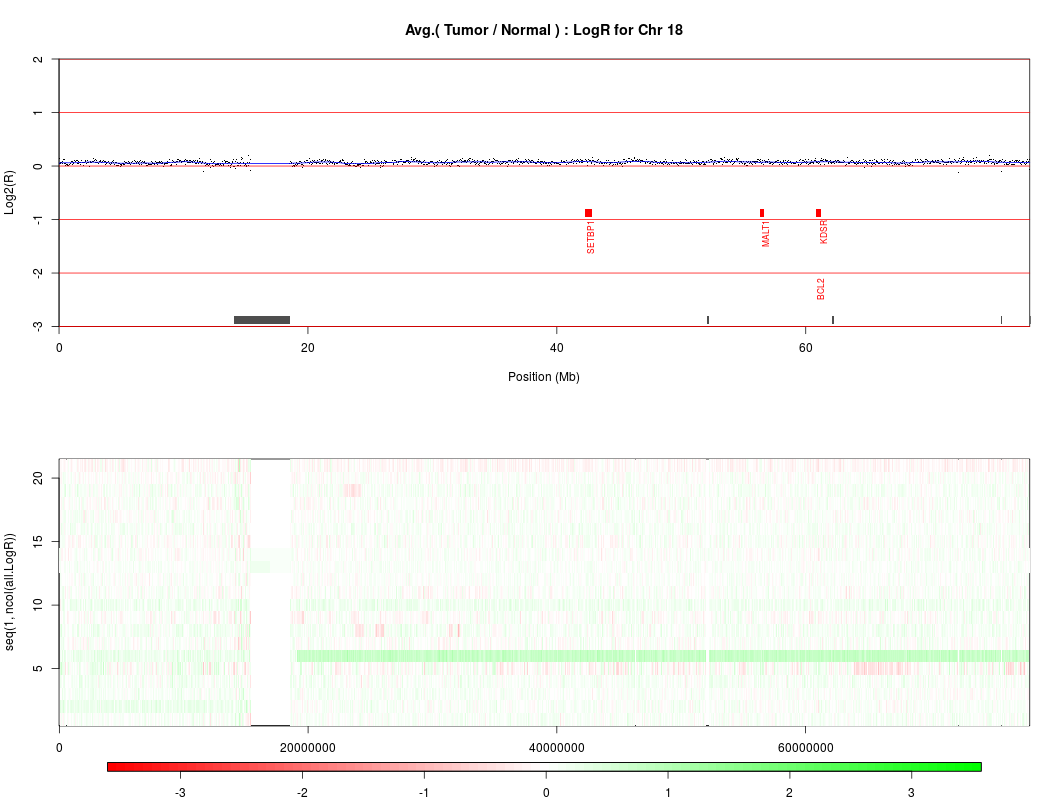 Avg.( Tumor / Normal ) : LogR for Chr 18
2
1
0
-1
-2
-3
Log2(R)
SETBP1
MALT1
KDSR
BCL2
0 20 40 60
Position (Mb)
20
15
10
5
seq(1, ncol(all.LogR))
0 20000000 40000000 60000000
-3 -2 -1 0 1 2 3